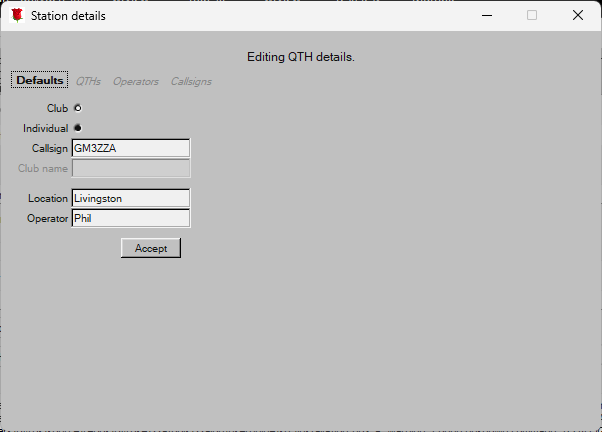 Station details
Editing QTH details.
Defaults QTHs Operators Callsigns
Club
Individual
Callsign GM3ZZA
Club name
Location Livingston
Operator Phil
Accept